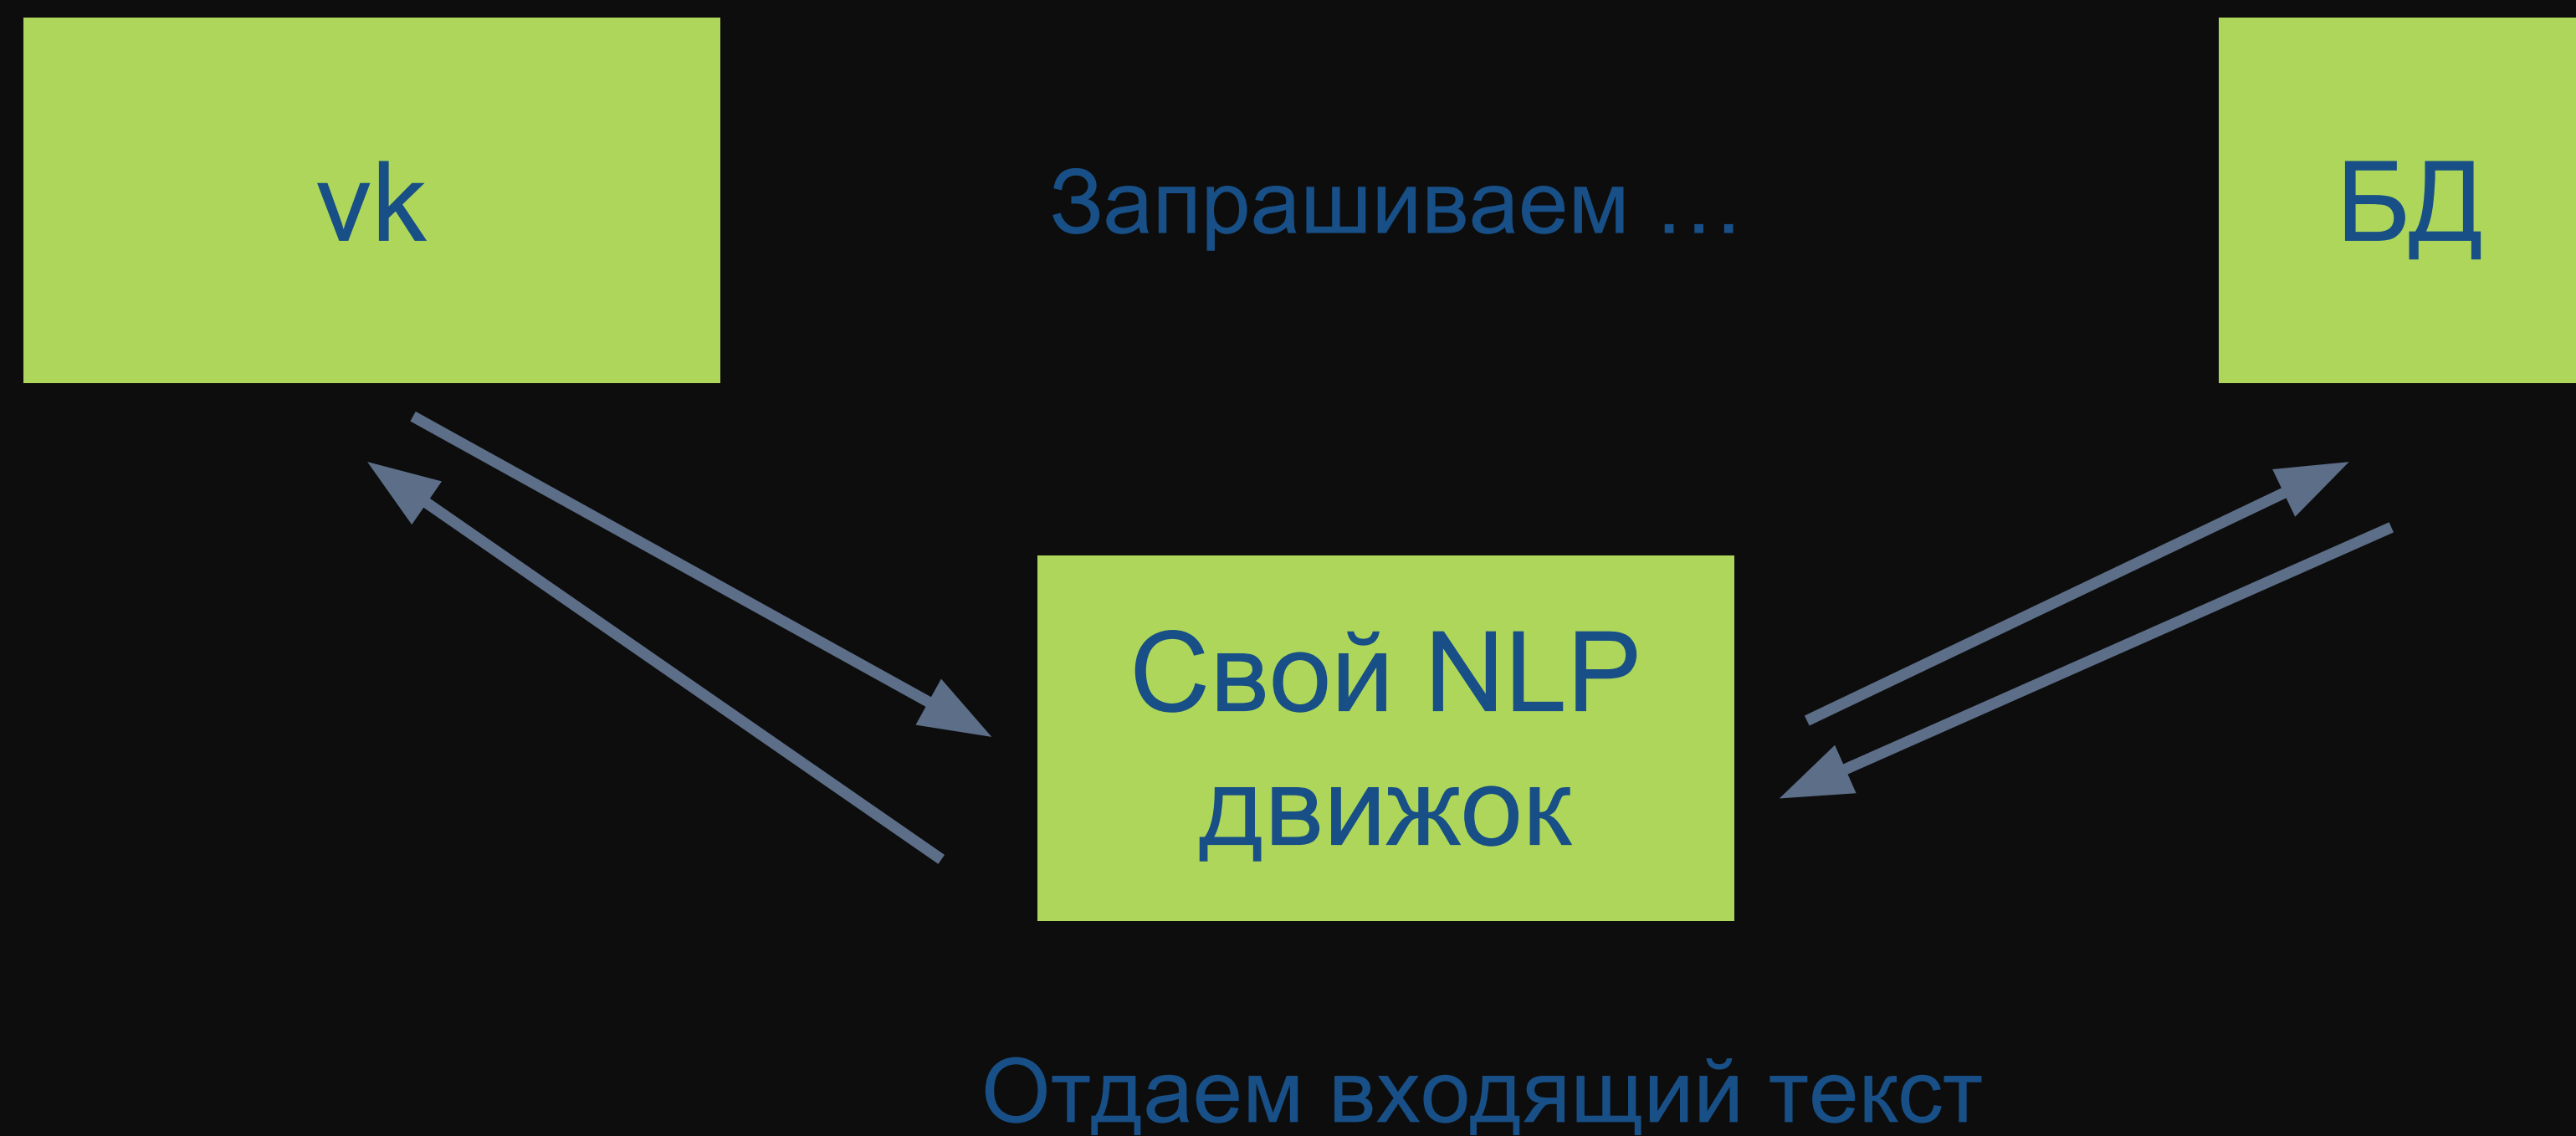 vk
Запрашиваем …
БД
Свой NLP
движок
Отдаем входящий текст